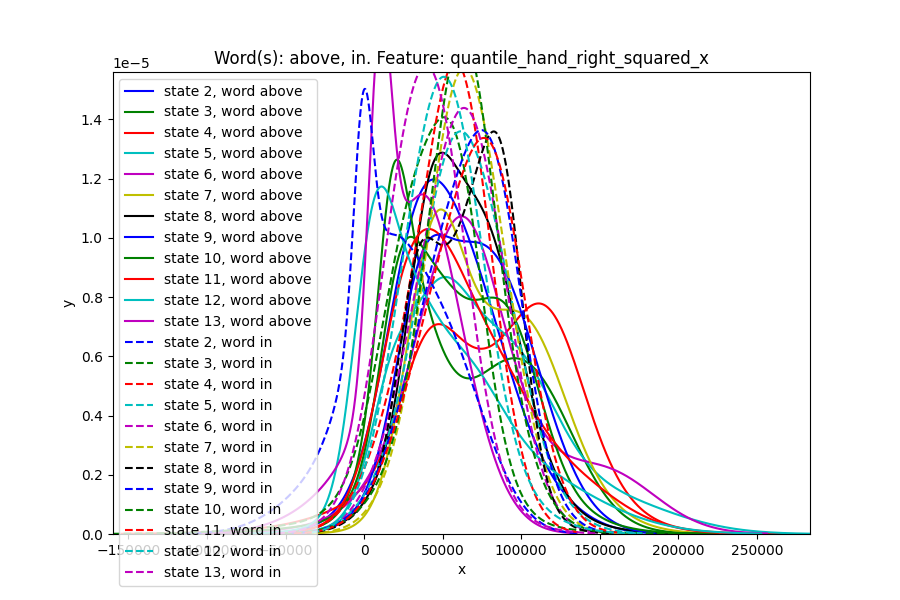 Word(s): above, in. Feature: quantile_hand_right_squared_x
1e−5
1.4
1.2
1.0
0.8
0.6
0.4
0.2
0.0
y
state 2, word above
state 3, word above
state 4, word above
state 5, word above
state 6, word above
state 7, word above
state 8, word above
state 9, word above
state 10, word above
state 11, word above
state 12, word above
state 13, word above
state 2, word in
state 3, word in
state 4, word in
state 5, word in
state 6, word in
state 7, word in
state 8, word in
state 9, word in
state 10, word in
state 11, word in
state 12, word in
state 13, word in
−150000 −100000 −50000 0 50000 100000 150000 200000 250000
x